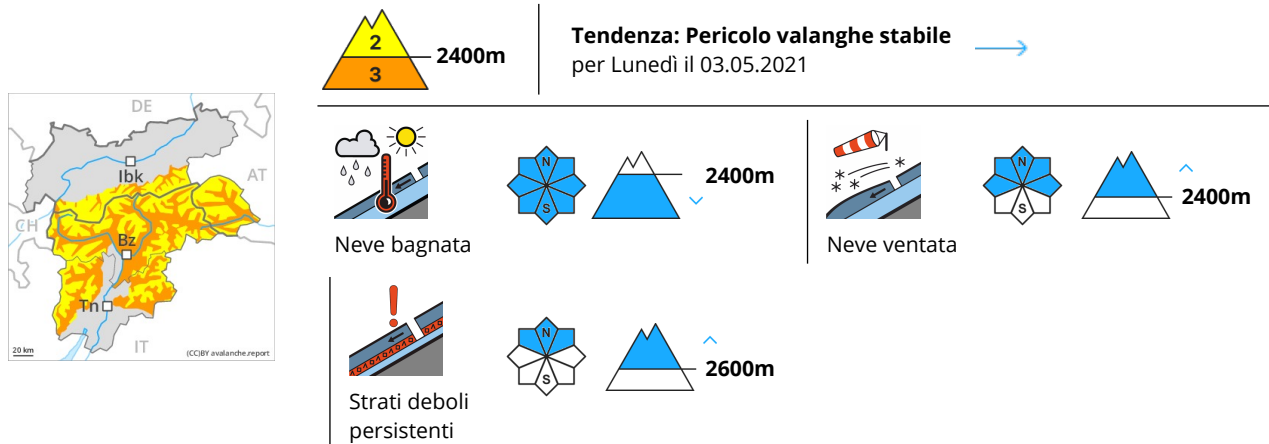 2
3
2400m
Tendenza: Pericolo valanghe stabile
per Lunedì il 03.05.2021
DE
Ibk
AT
CH
Bz
Tn
IT
20 km
(CC)BY avalanche.report
N
S
2400m
Neve bagnata
N
S
2400m
Neve ventata
N
S
2600m
Strati deboli
persistenti